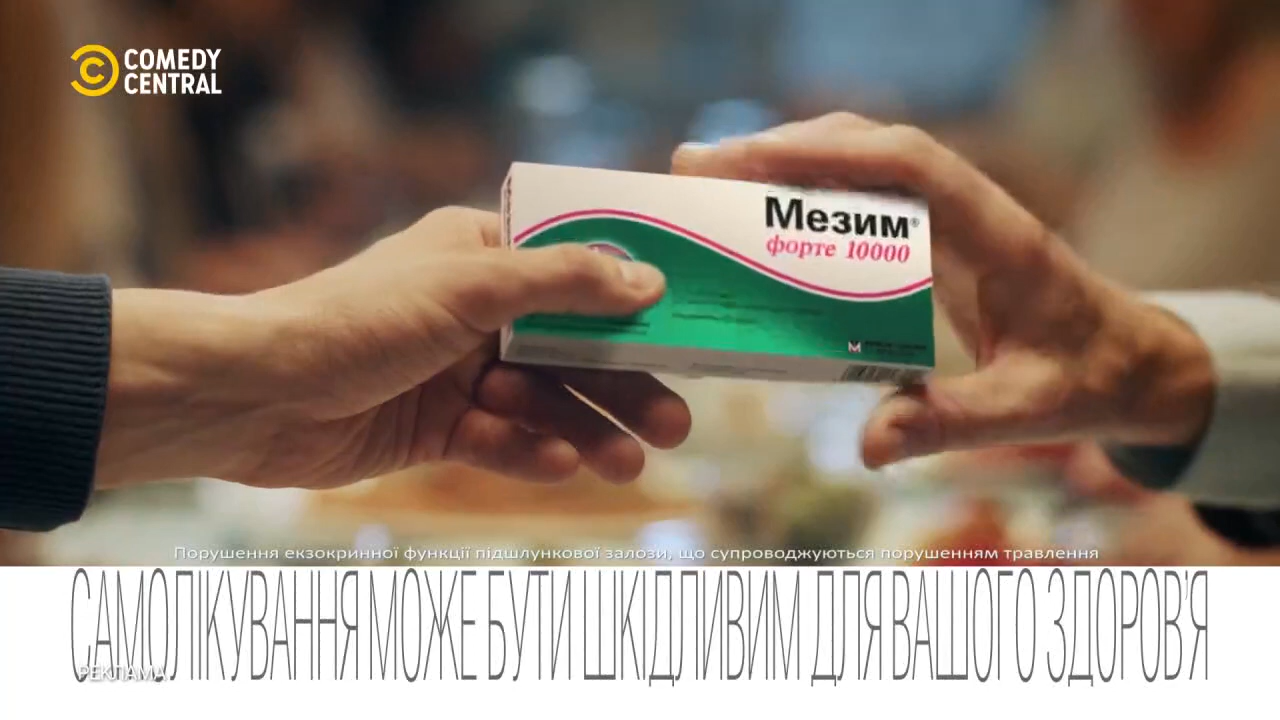 COMEDY
CENTRAL
Мезим®
форте 10000
Порушення екзокринної функції підшлункової залози, що супроводжуються порушенням травлення
САМОЛІКУВАННЯ МОЖЕ БУТИ ШКІДЛИВИМ ДЛЯ ВАШОГО ЗДОРОВ'Я
РЕКЛАМА